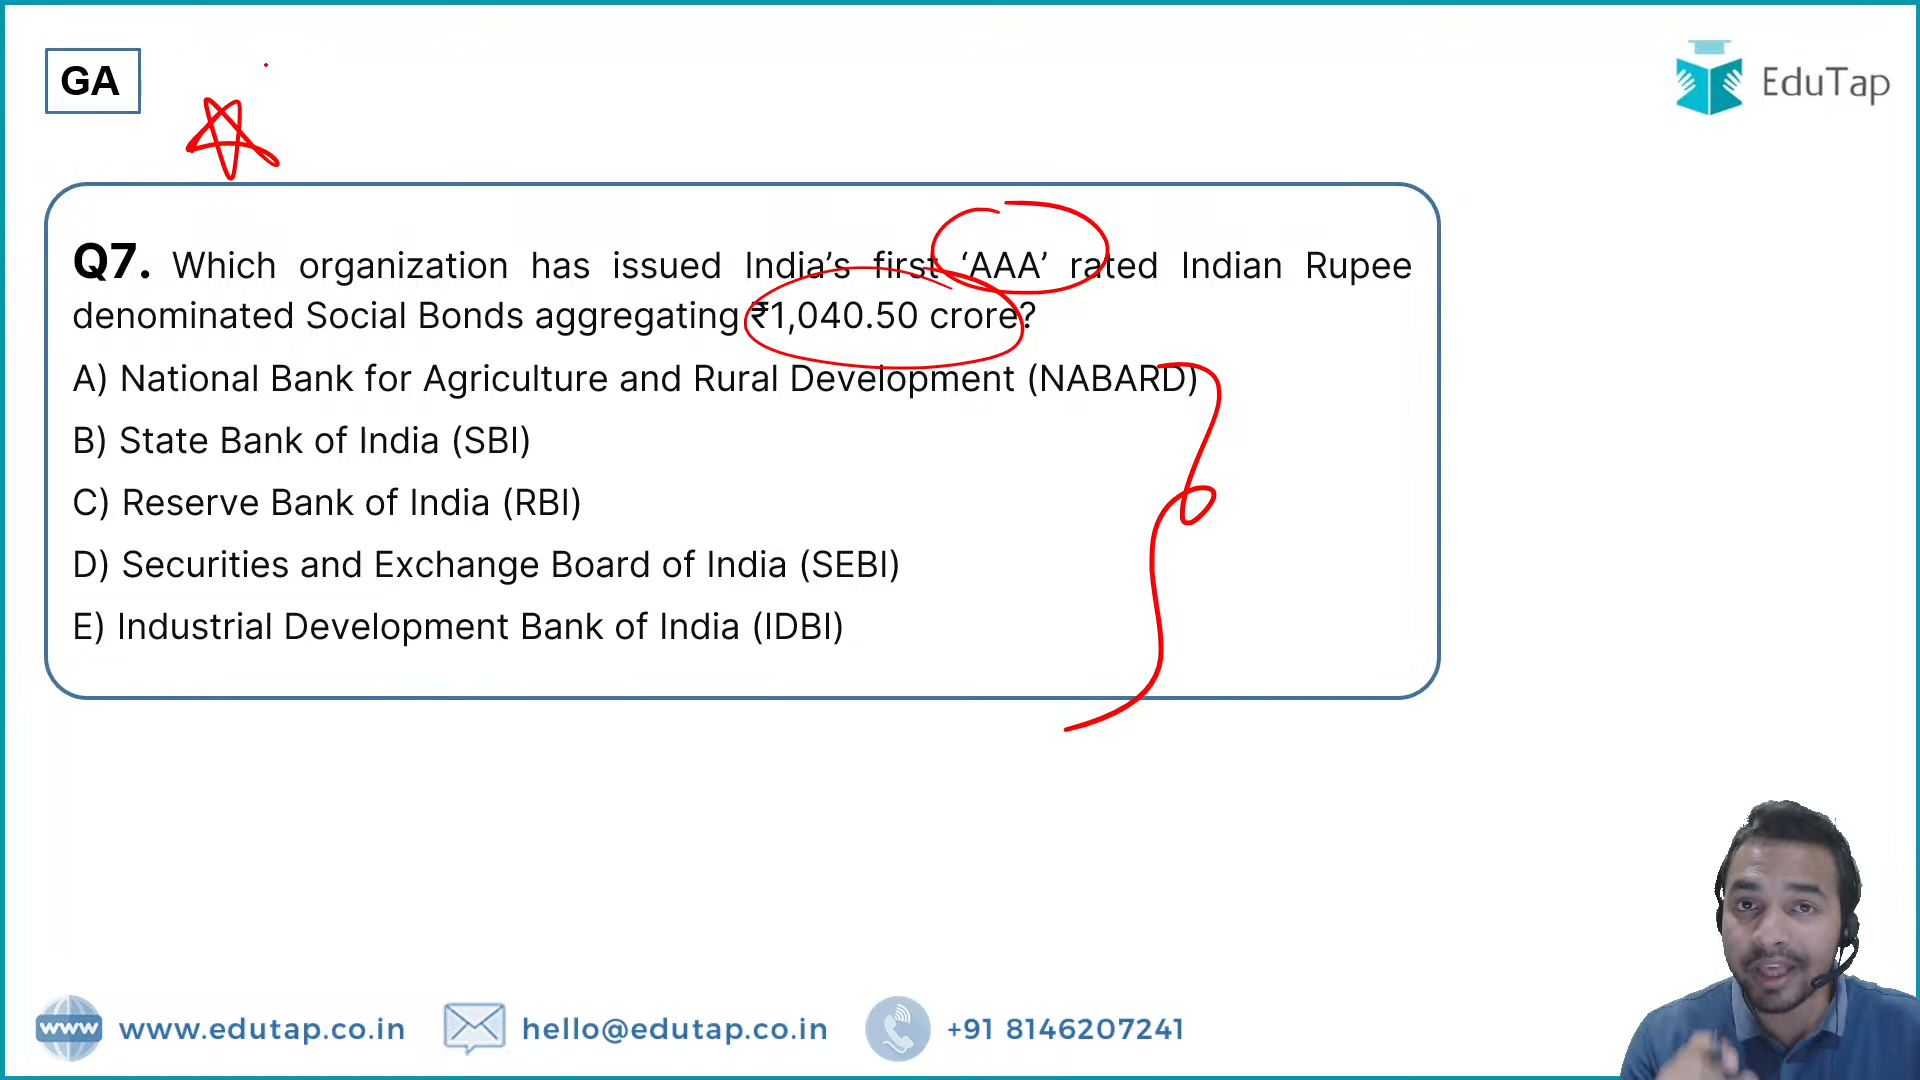 GA
EduTap
Q7. Which organization has issued India’s first ‘AAA’ rated Indian Rupee
denominated Social Bonds aggregating ₹1,040.50 crore?
A) National Bank for Agriculture and Rural Development (NABARD)
B) State Bank of India (SBI)
C) Reserve Bank of India (RBI)
D) Securities and Exchange Board of India (SEBI)
E) Industrial Development Bank of India (IDBI)
www www.edutap.co.in hello@edutap.co.in +91 8146207241